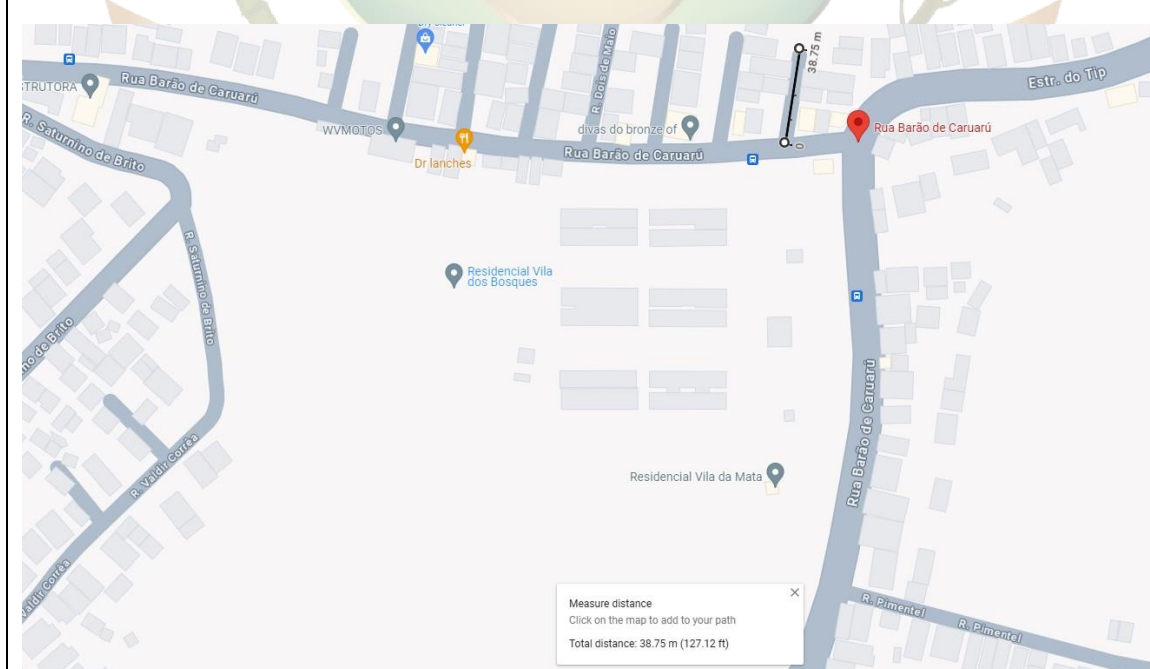 Dry cleaner
STRUTORA
Rua Barão de Caruarú
R. Dois de Maio
38.75 m
0
Estr. do Tip
Rua Barão de Caruarú
R. Saturnino de Brito
WVMOTOS
Dr lanches
divas do bronze of
Rua Barão de Caruarú
R. Saturnino de Brito
Residencial Vila
dos Bosques
no de Brito
Rua Barão de Caruarú
R. Valdir Corrêa
Residencial Vila da Mata
Valdir Corrêa
Measure distance
Click on the map to add to your path
Total distance: 38.75 m (127.12 ft)
R. Pimentel
R. Pimentel